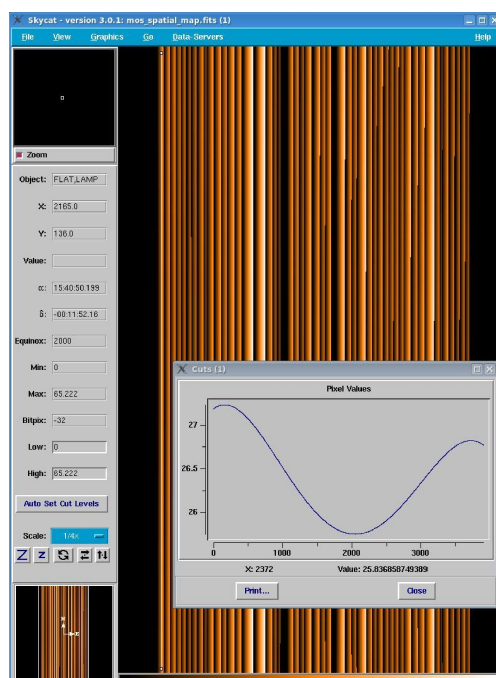 Skycat - version 3.0.1: mos_spatial_map.fits (1)
File View Graphics Go Data-Servers Help
Zoom
Object: FLAT,LAMP
X: 2165.0
Y: 136.0
Value:
α: 15:40:50.199
δ: -00:11:52.16
Equinox: 2000
Min: 0
Max: 65.222
Bitpix: -32
Low: 0
High: 65.222
Auto Set Cut Levels
Scale: 1/4x
Z z
Cuts (1)
Pixel Values
27
26.5
26
0 1000 2000 3000
X: 2372 Value: 25.836858749389
Print... Close